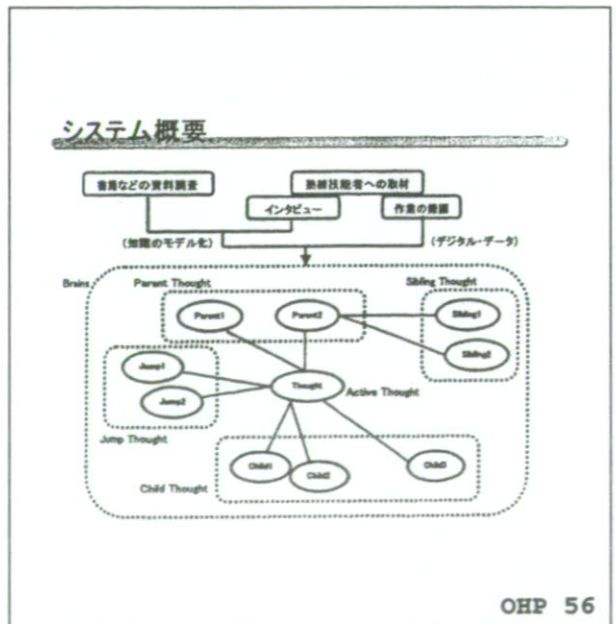 システム概要
書籍などの資料調査
熟練技能者への取材
インタビュー
作業の録画
(知識のモデル化)
(デジタル・データ)
Brains
Parent Thought
Sibling Thought
Parent1
Parent2
Sibling1
Sibling2
Jump1
Jump2
Thought
Active Thought
Jump Thought
Child1
Child2
Child3
Child Thought
OHP 56